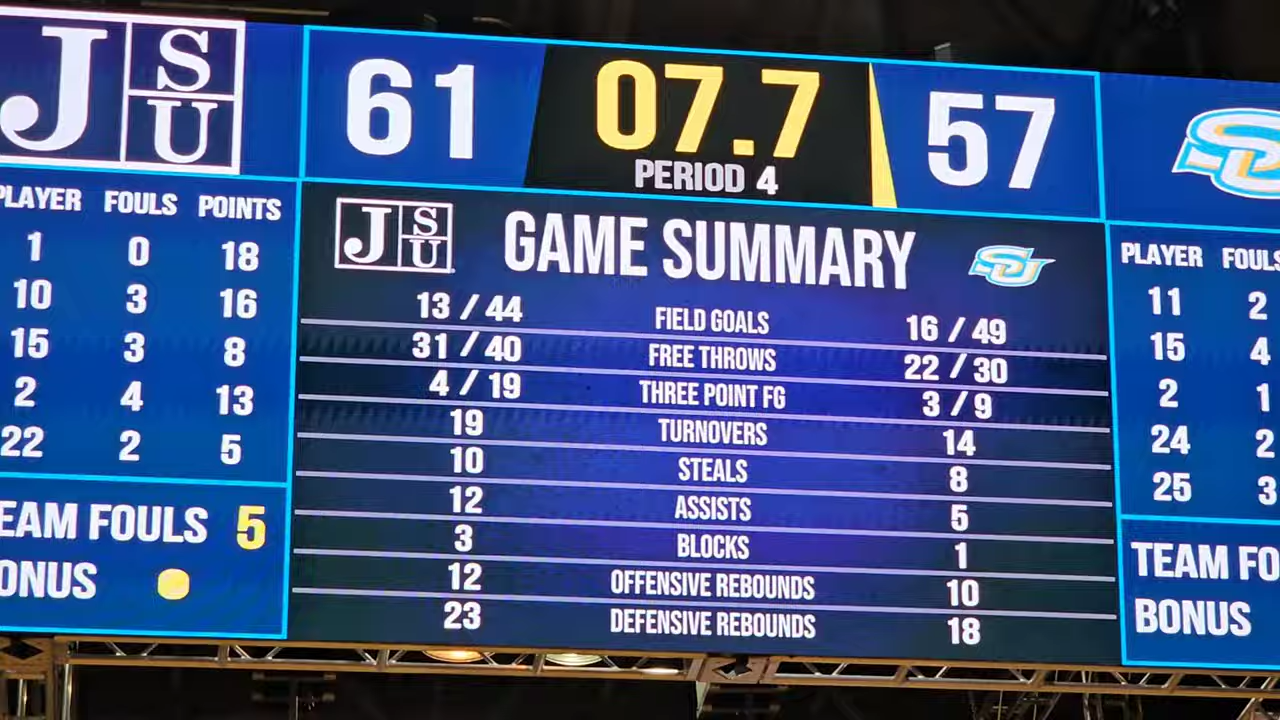 JSU 61 07.7 57 SU
PERIOD 4
PLAYER FOULS POINTS
1 0 18
10 3 16
15 3 8
2 4 13
22 2 5
EAM FOULS 5
ONUS
JSU GAME SUMMARY SU
13 / 44 FIELD GOALS 16 / 49
31 / 40 FREE THROWS 22 / 30
4 / 19 THREE POINT FG 3 / 9
19 TURNOVERS 14
10 STEALS 8
12 ASSISTS 5
3 BLOCKS 1
12 OFFENSIVE REBOUNDS 10
23 DEFENSIVE REBOUNDS 18
PLAYER FOULS
11 2
15 4
2 1
24 2
25 3
TEAM FO
BONUS